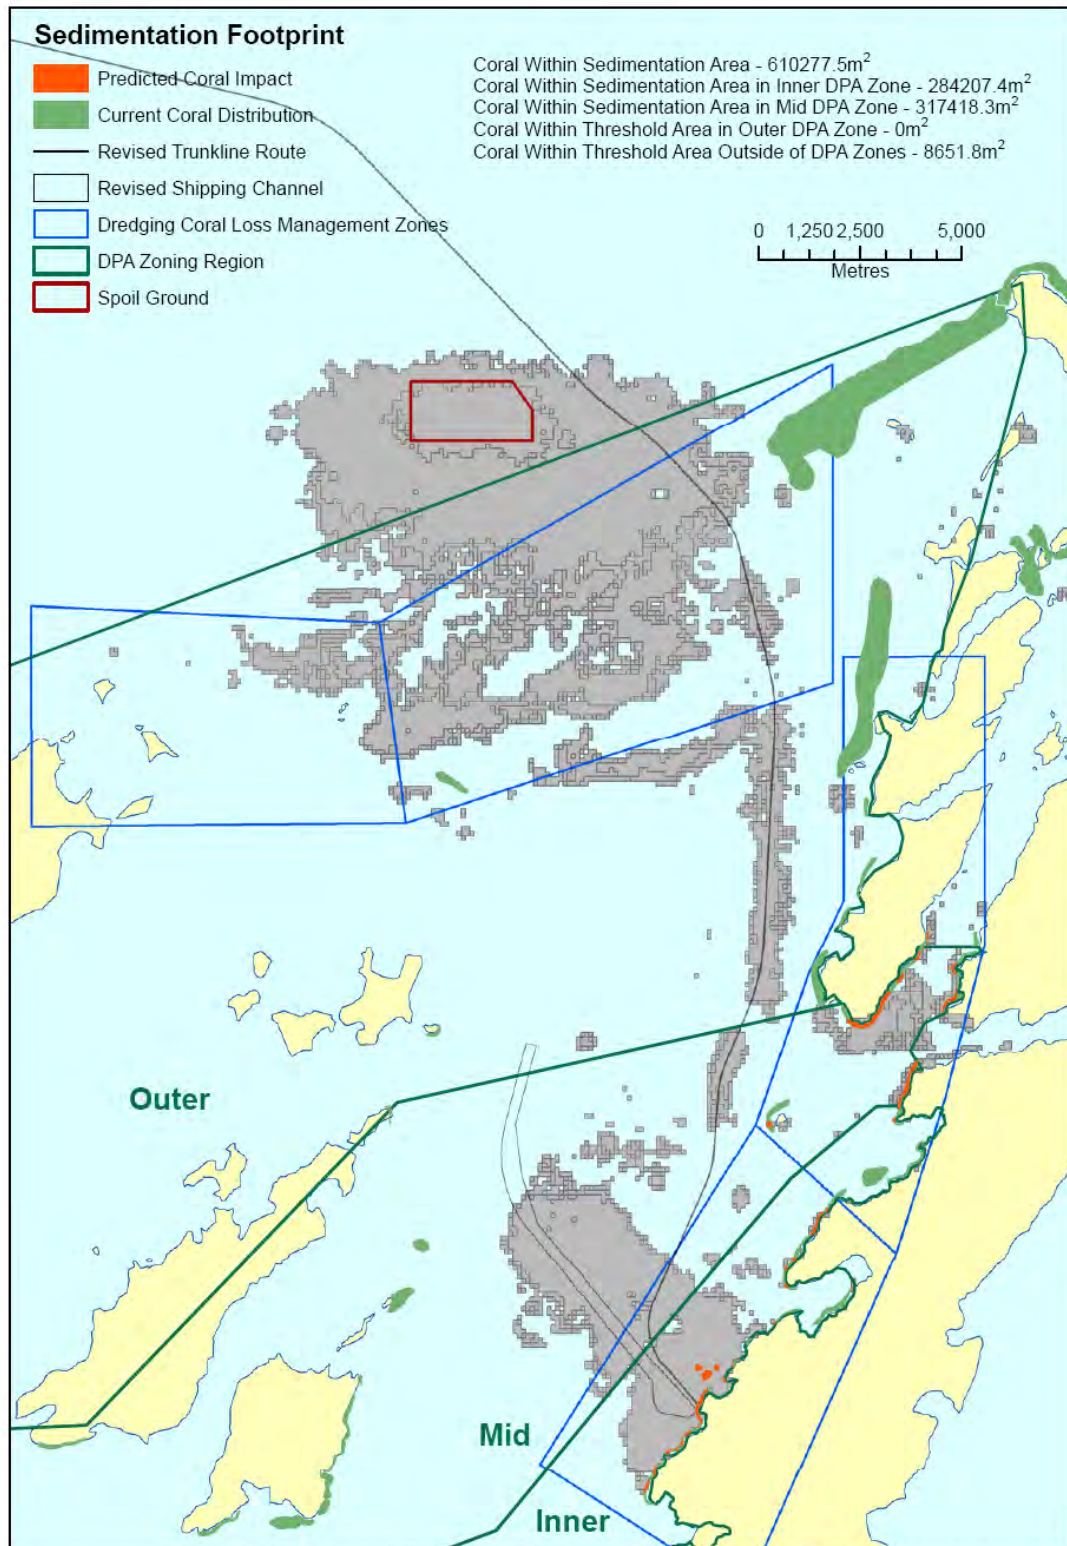 Sedimentation Footprint
Predicted Coral Impact
Current Coral Distribution
Revised Trunkline Route
Revised Shipping Channel
Dredging Coral Loss Management Zones
DPA Zoning Region
Spoil Ground
Coral Within Sedimentation Area - 610277.5m²
Coral Within Sedimentation Area in Inner DPA Zone - 284207.4m²
Coral Within Sedimentation Area in Mid DPA Zone - 317418.3m²
Coral Within Threshold Area in Outer DPA Zone - 0m²
Coral Within Threshold Area Outside of DPA Zones - 8651.8m²
0 1,250 2,500 5,000
Metres
Outer
Mid
Inner